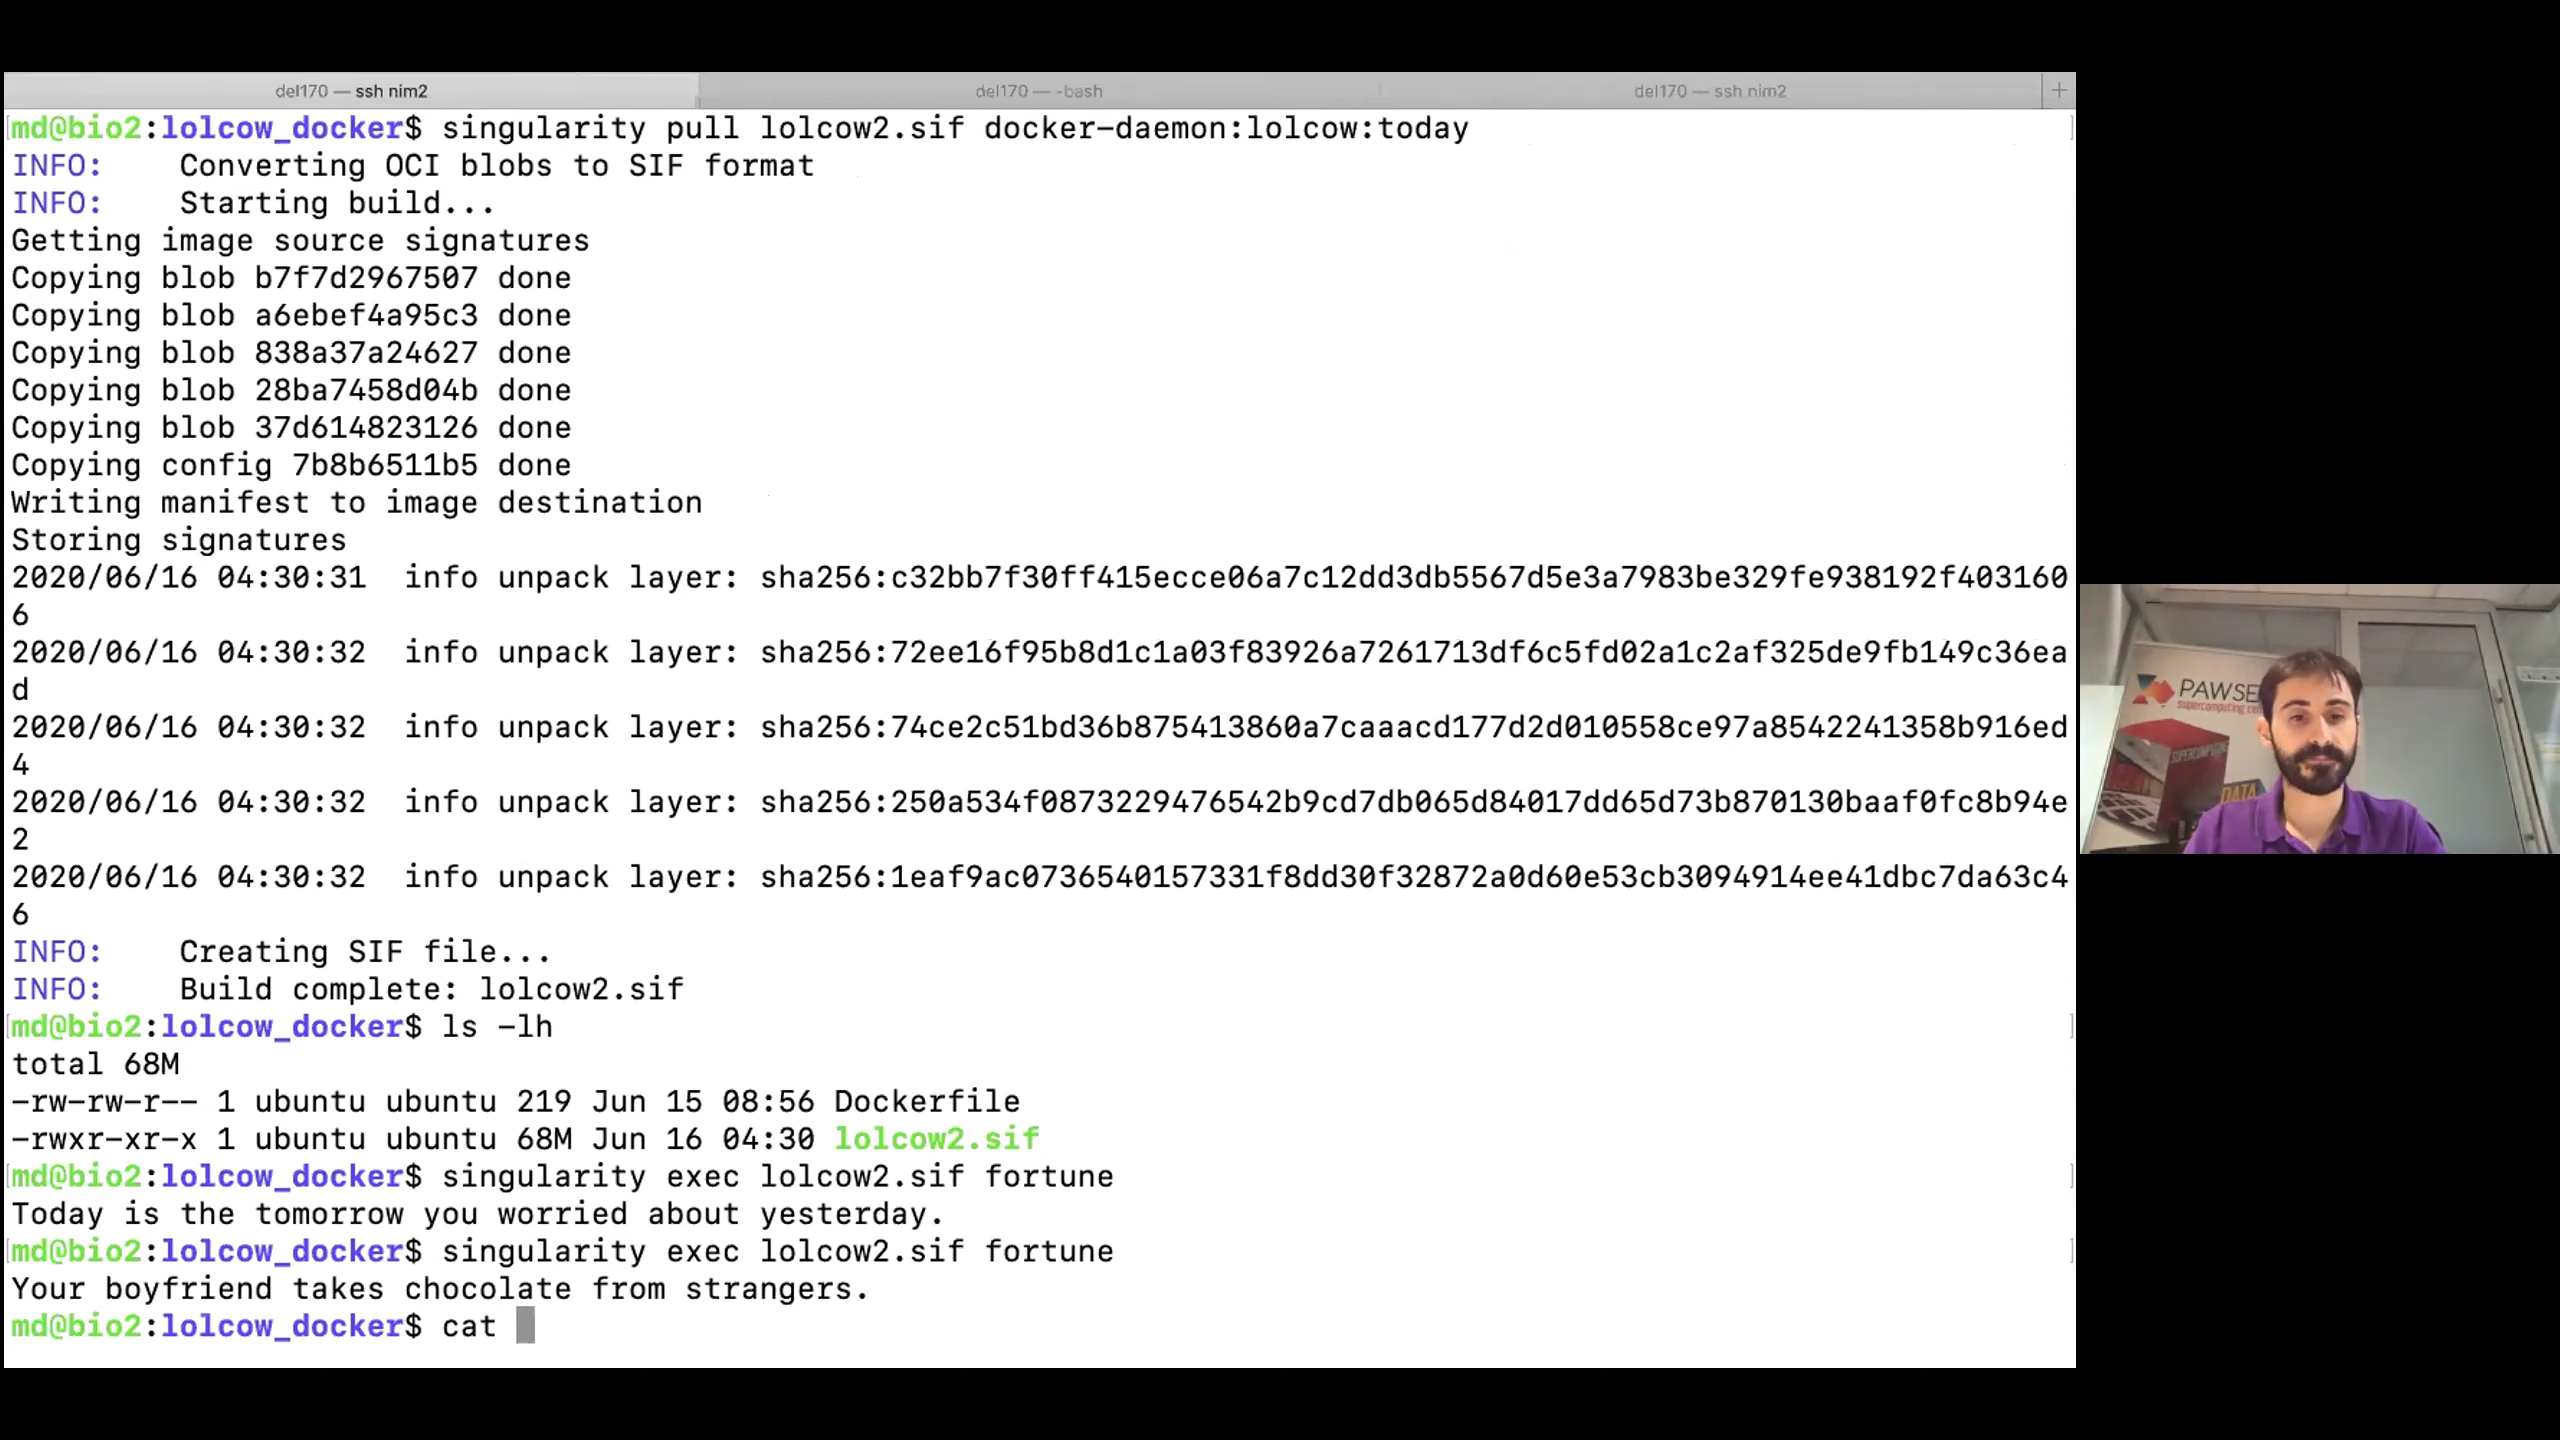 del170 — ssh nim2
del170 — -bash
del170 — ssh nim2
+
md@bio2:lolcow_docker$ singularity pull lolcow2.sif docker-daemon:lolcow:today
INFO:    Converting OCI blobs to SIF format
INFO:    Starting build...
Getting image source signatures
Copying blob b7f7d2967507 done
Copying blob a6ebef4a95c3 done
Copying blob 838a37a24627 done
Copying blob 28ba7458d04b done
Copying blob 37d614823126 done
Copying config 7b8b6511b5 done
Writing manifest to image destination
Storing signatures
2020/06/16 04:30:31  info unpack layer: sha256:c32bb7f30ff415ecce06a7c12dd3db5567d5e3a7983be329fe938192f403160
6
2020/06/16 04:30:32  info unpack layer: sha256:72ee16f95b8d1c1a03f83926a7261713df6c5fd02a1c2af325de9fb149c36ea
d
2020/06/16 04:30:32  info unpack layer: sha256:74ce2c51bd36b875413860a7caaacd177d2d010558ce97a8542241358b916ed
4
2020/06/16 04:30:32  info unpack layer: sha256:250a534f0873229476542b9cd7db065d84017dd65d73b870130baaf0fc8b94e
2
2020/06/16 04:30:32  info unpack layer: sha256:1eaf9ac0736540157331f8dd30f32872a0d60e53cb3094914ee41dbc7da63c4
6
INFO:    Creating SIF file...
INFO:    Build complete: lolcow2.sif
md@bio2:lolcow_docker$ ls -lh
total 68M
-rw-rw-r-- 1 ubuntu ubuntu 219 Jun 15 08:56 Dockerfile
-rwxr-xr-x 1 ubuntu ubuntu 68M Jun 16 04:30 lolcow2.sif
md@bio2:lolcow_docker$ singularity exec lolcow2.sif fortune
Today is the tomorrow you worried about yesterday.
md@bio2:lolcow_docker$ singularity exec lolcow2.sif fortune
Your boyfriend takes chocolate from strangers.
md@bio2:lolcow_docker$ cat
PAWSE
supercomputing cen
SUPERCOMPUTING
DATA